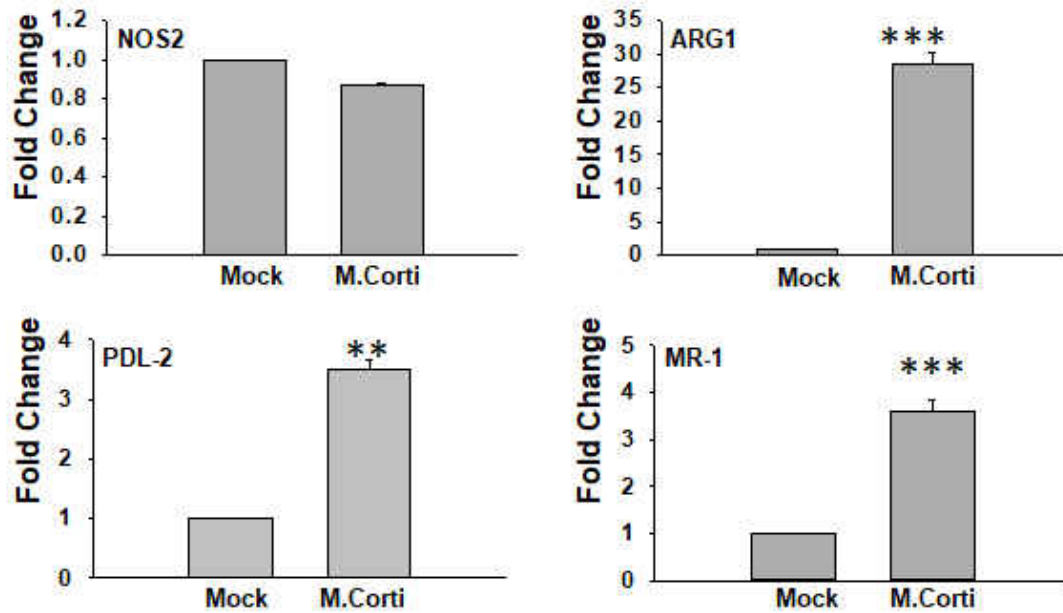 NOS2
Fold Change
1.2
1.0
0.8
0.6
0.4
0.2
0.0
Mock M.Corti
ARG1
***
Fold Change
35
30
25
20
15
10
5
0
Mock M.Corti
PDL-2
**
Fold Change
4
3
2
1
0
Mock M.Corti
MR-1
***
Fold Change
5
4
3
2
1
0
Mock M.Corti